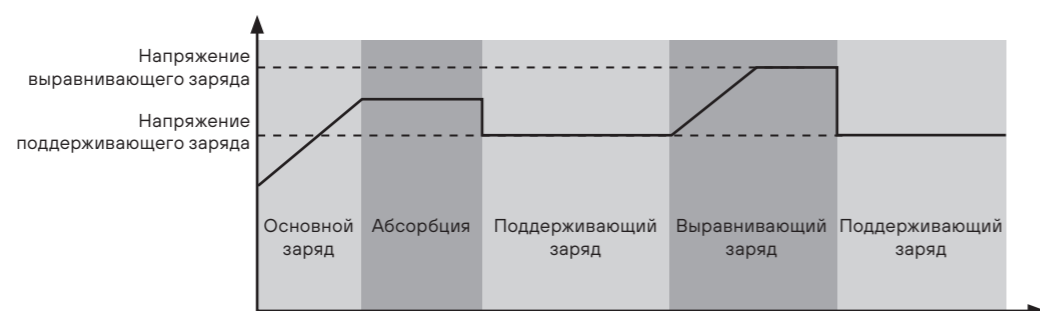 Напряжение
выравнивающего заряда
Напряжение
поддерживающего заряда
Основной
заряд
Абсорбция
Поддерживающий
заряд
Выравнивающий
заряд
Поддерживающий
заряд